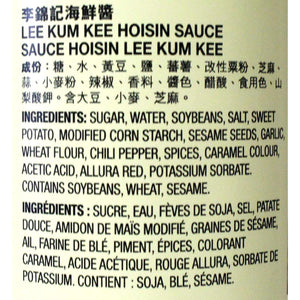 李錦記海鮮醬
LEE KUM KEE HOISIN SAUCE
SAUCE HOISIN LEE KUM KEE
成份：糖、水、黃豆、鹽、蕃薯、改性粟粉、芝麻、
蒜、小麥粉、辣椒、香料、醬色、醋酸、食用色、山
梨酸鉀。含大豆、小麥、芝麻。
INGREDIENTS: SUGAR, WATER, SOYBEANS, SALT, SWEET
POTATO, MODIFIED CORN STARCH, SESAME SEEDS, GARLIC,
WHEAT FLOUR, CHILI PEPPER, SPICES, CARAMEL COLOUR,
ACETIC ACID, ALLURA RED, POTASSIUM SORBATE.
CONTAINS SOYBEANS, WHEAT, SESAME.
INGRÉDIENTS : SUCRE, EAU, FÈVES DE SOJA, SEL, PATATE
DOUCE, AMIDON DE MAÏS MODIFIÉ, GRAINES DE SÉSAME,
AIL, FARINE DE BLÉ, PIMENT, ÉPICES, COLORANT
CARAMEL, ACIDE ACÉTIQUE, ROUGE ALLURA, SORBATE DE
POTASSIUM. CONTIENT : SOJA, BLÉ, SÉSAME.